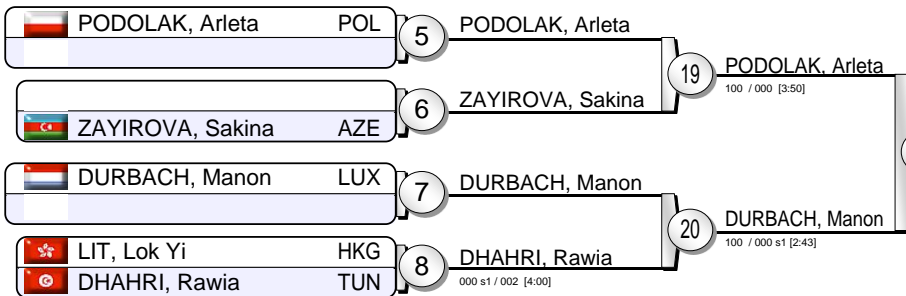 PODOLAK, Arleta POL
5
PODOLAK, Arleta
19
PODOLAK, Arleta
100 / 000 [3:50]
6
ZAYIROVA, Sakina
ZAYIROVA, Sakina AZE
DURBACH, Manon LUX
7
DURBACH, Manon
20
DURBACH, Manon
100 / 000 s1 [2:43]
LIT, Lok Yi HKG
8
DHAHRI, Rawia
000 s1 / 002 [4:00]
DHAHRI, Rawia TUN